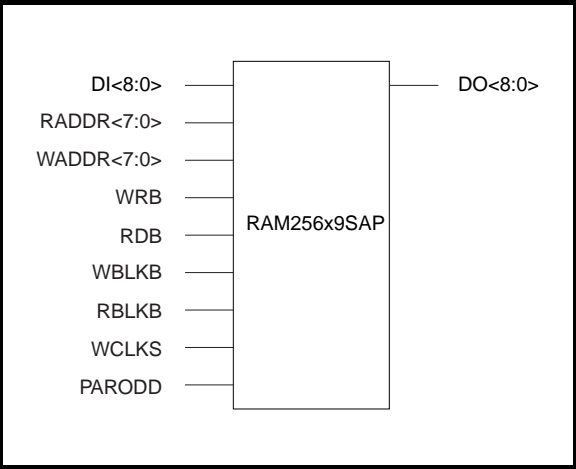 DI<8:0>
DO<8:0>
RADDR<7:0>
WADDR<7:0>
WRB
RAM256x9SAP
RDB
WBLKB
RBLKB
WCLKS
PARODD